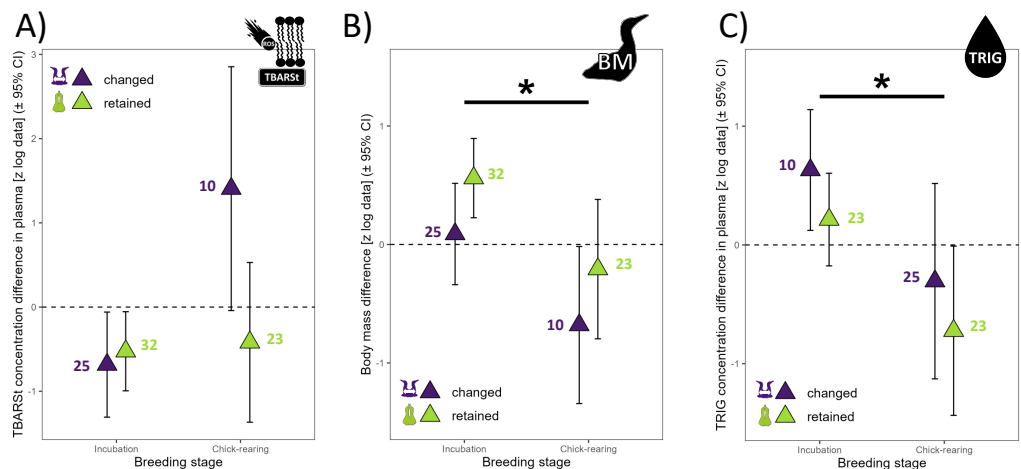 A)
ROS
TBARSt
TBARSt concentration difference in plasma [z log data] (± 95% CI)
3
2
1
0
-1
changed
retained
25
32
10
23
Incubation
Chick-rearing
Breeding stage
B)
BM
*
Body mass difference [z log data] (± 95% CI)
1
0
-1
25
32
10
23
changed
retained
Incubation
Chick-rearing
Breeding stage
C)
TRIG
*
TRIG concentration difference in plasma [z log data] (± 95% CI)
1
0
-1
10
23
25
23
changed
retained
Incubation
Chick-rearing
Breeding stage